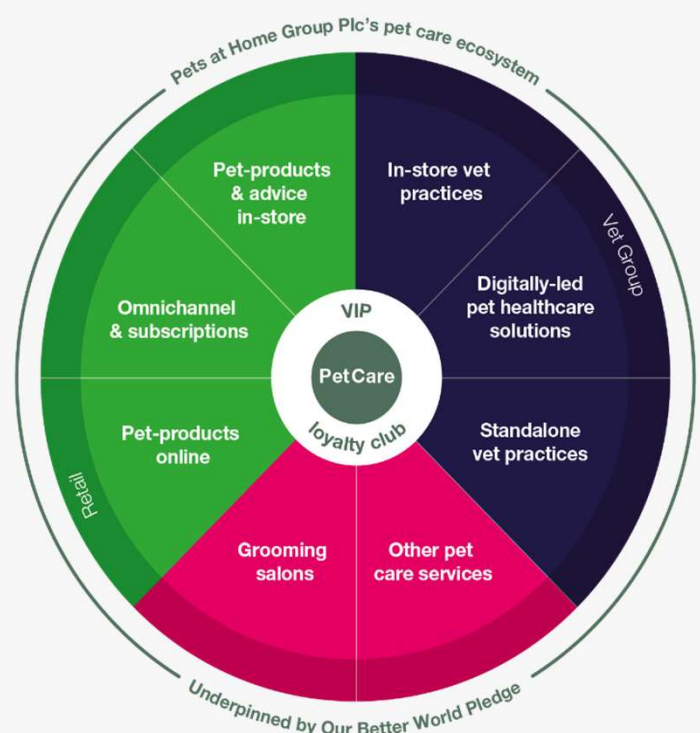 Pets at Home Group Plc's pet care ecosystem
Pet-products
& advice
in-store
In-store vet
practices
Vet Group
Omnichannel
& subscriptions
Digitally-led
pet healthcare
solutions
VIP
PetCare
loyalty club
Pet-products
online
Standalone
vet practices
Retail
Grooming
salons
Other pet
care services
Underpinned by Our Better World Pledge